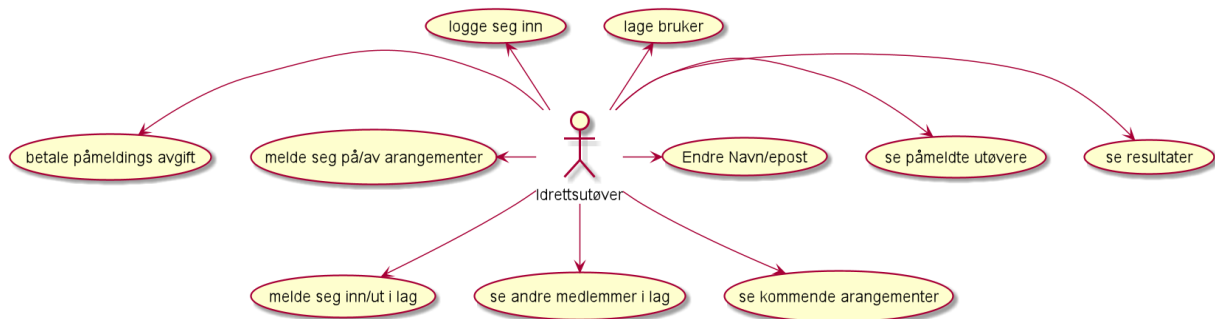 logge seg inn
lage bruker
betale påmeldings avgift
melde seg på/av arangementer
Endre Navn/epost
se påmeldte utøvere
se resultater
Idrettsutøver
melde seg inn/ut i lag
se andre medlemmer i lag
se kommende arangementer